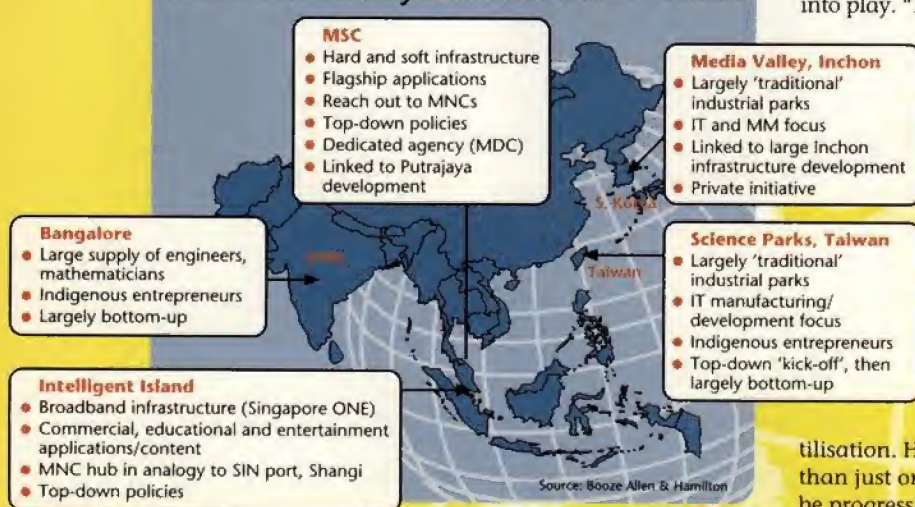 into play. "
MSC
• Hard and soft infrastructure
• Flagship applications
• Reach out to MNCs
• Top-down policies
• Dedicated agency (MDC)
• Linked to Putrajaya
development
Media Valley, Inchon
• Largely 'traditional'
industrial parks
• IT and MM focus
• Linked to large Inchon
infrastructure development
• Private initiative
S. Korea
Bangalore
• Large supply of engineers,
mathematicians
• Indigenous entrepreneurs
• Largely bottom-up
Taiwan
Science Parks, Taiwan
• Largely 'traditional'
industrial parks
• IT manufacturing/
development focus
• Indigenous entrepreneurs
• Top-down 'kick-off', then
largely bottom-up
Intelligent Island
• Broadband infrastructure (Singapore ONE)
• Commercial, educational and entertainment
applications/content
• MNC hub in analogy to SIN port, Shangi
• Top-down policies
Source: Booze Allen & Hamilton
tilisation. H
than just or
be progress